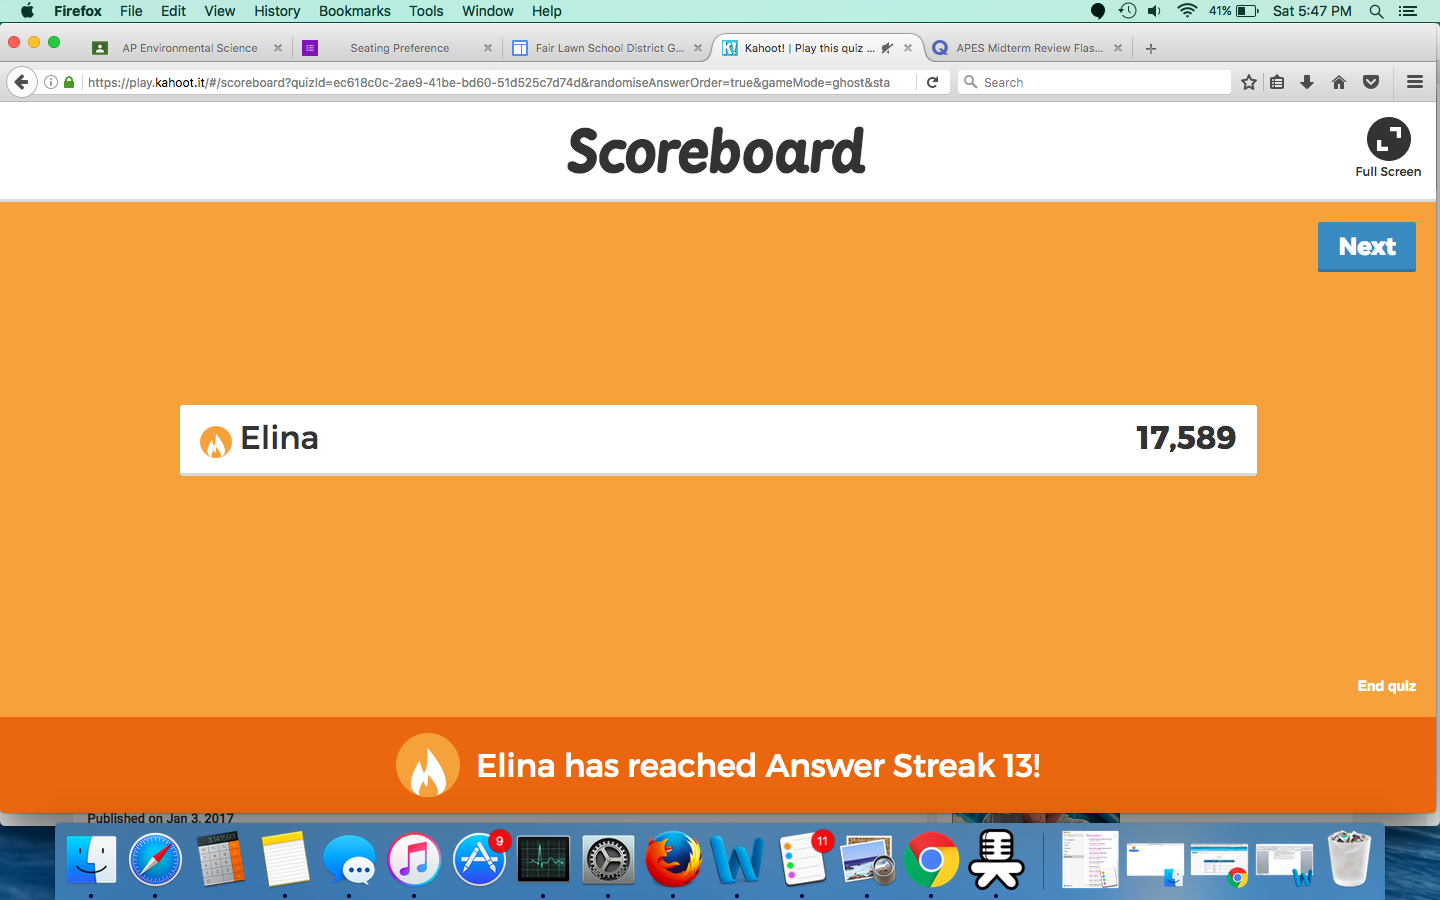 Firefox File Edit View History Bookmarks Tools Window Help 41% Sat 5:47 PM
AP Environmental Science Seating Preference Fair Lawn School District G... K! Kahoot! | Play this quiz ... Q APES Midterm Review Flas...
https://play.kahoot.it/#/scoreboard?quizId=ec618c0c-2ae9-41be-bd60-51d525c7d74d&randomiseAnswerOrder=true&gameMode=ghost&sta Search
Scoreboard
Full Screen
Next
Elina 17,589
End quiz
Elina has reached Answer Streak 13!
Published on Jan 3, 2017
3.141593
9
11